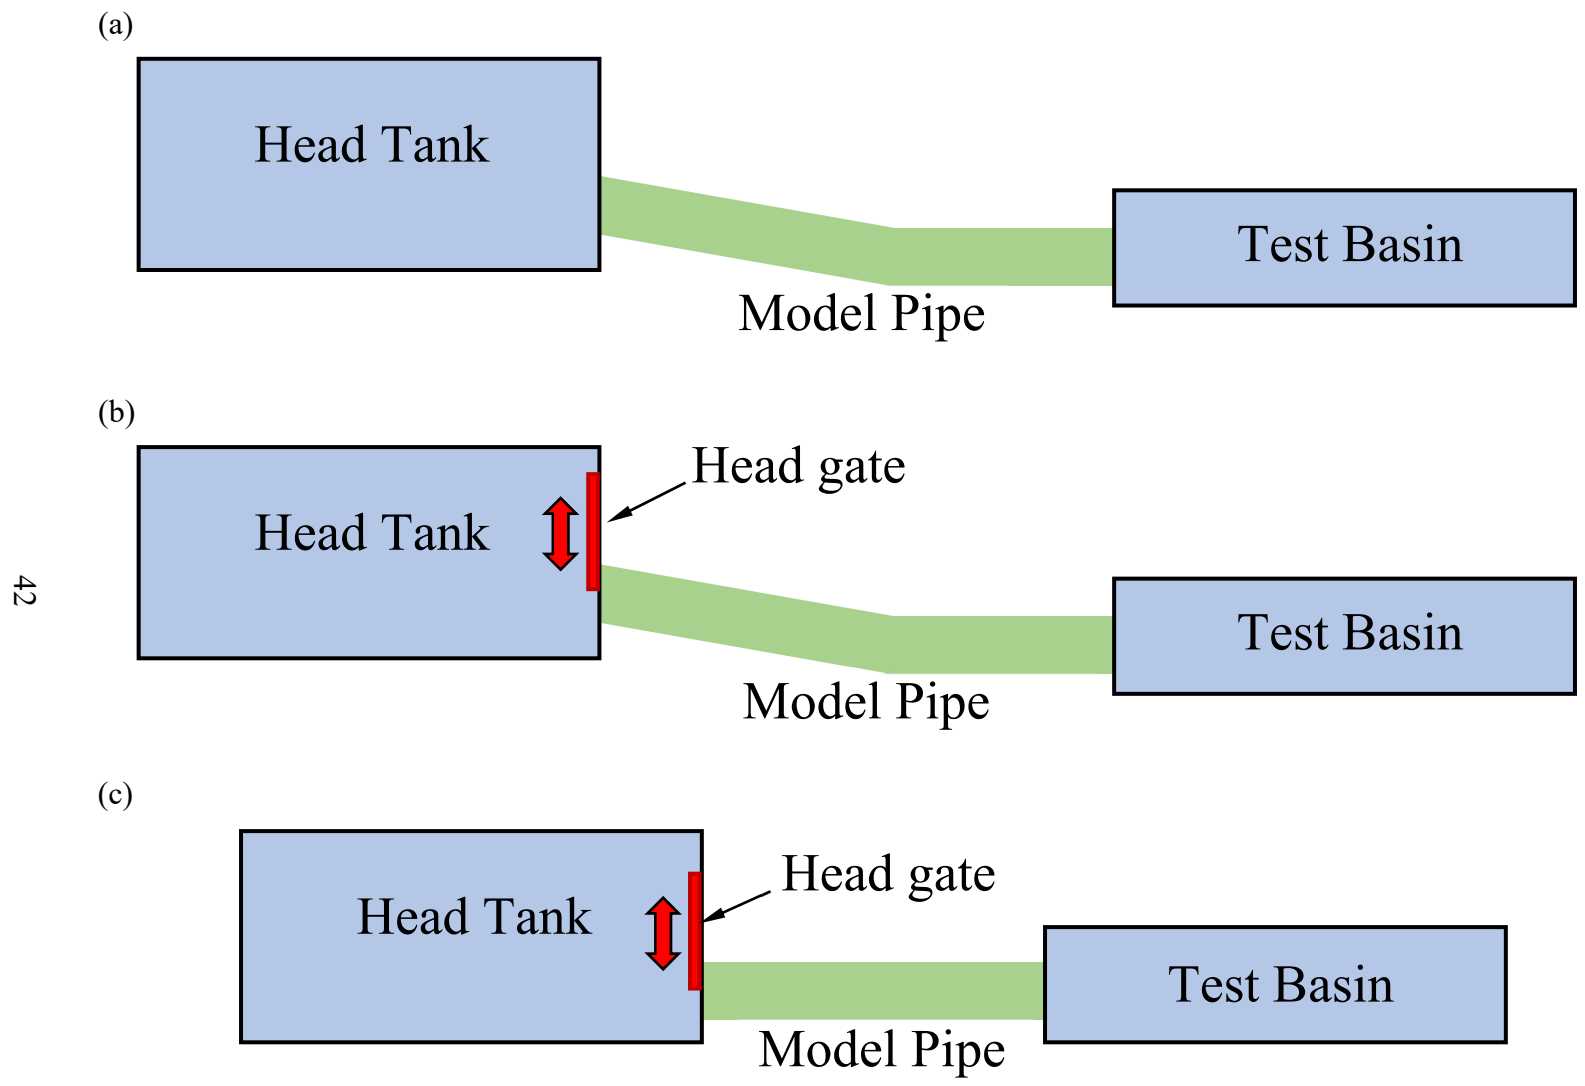 (a)
Head Tank
Test Basin
Model Pipe
(b)
Head gate
Head Tank
42
Test Basin
Model Pipe
(c)
Head gate
Head Tank
Test Basin
Model Pipe